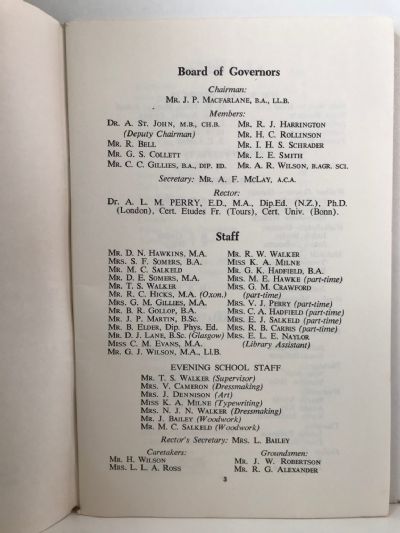 Board of Governors
Chairman:
MR. J. P. MACFARLANE, B.A., LL.B.
Members:
DR. A. ST. JOHN, M.B., CH.B.
(Deputy Chairman)
MR. R. BELL
MR. G. S. COLLETT
MR. C. C. GILLIES, B.A., DIP. ED.
MR. R. J. HARRINGTON
MR. H. C. ROLLINSON
MR. I. H. S. SCHRADER
MR. L. E. SMITH
MR. A. R. WILSON, B.AGR. SCI.
Secretary: MR. A. F. MCLAY, A.C.A.
Rector:
Dr. A. L. M. PERRY, E.D., M.A., Dip.Ed. (N.Z.), Ph.D.
(London), Cert. Etudes Fr. (Tours), Cert. Univ. (Bonn).
Staff
MR. D. N. HAWKINS, M.A.
MRS. S. F. SOMERS, B.A.
MR. M. C. SALKELD
MR. D. E. SOMERS, M.A.
MR. T. S. WALKER
MR. R. C. HICKS, M.A. (Oxon.)
MRS. G. M. GILLIES, M.A.
MR. B. R. GOLLOP, B.A.
MR. J. P. MARTIN, B.Sc.
MR. B. ELDER, Dip. Phys. Ed.
MR. D. J. LANE, B.Sc. (Glasgow)
MISS C. M. EVANS, M.A.
MR. G. J. WILSON, M.A., Ll.B.
MR. R. W. WALKER
MISS K. A. MILNE
MR. G. K. HADFIELD, B.A.
MRS. M. E. HAWKE (part-time)
MRS. G. M. CRAWFORD
(part-time)
MRS. V. J. PERRY (part-time)
MRS. C. A. HADFIELD (part-time)
MRS. E. J. SALKELD (part-time)
MRS. R. B. CARBIS (part-time)
MRS. E. L. E. NAYLOR
(Library Assistant)
EVENING SCHOOL STAFF
MR. T. S. WALKER (Supervisor)
MRS. V. CAMERON (Dressmaking)
MRS. J. DENNISON (Art)
MISS K. A. MILNE (Typewriting)
MRS. N. J. N. WALKER (Dressmaking)
MR. J. BAILEY (Woodwork)
MR. M. C. SALKELD (Woodwork)
Rector's Secretary: MRS. L. BAILEY
Caretakers:
MR. H. WILSON
MRS. L. L. A. ROSS
Groundsmen:
MR. J. W. ROBERTSON
MR. R. G. ALEXANDER
3